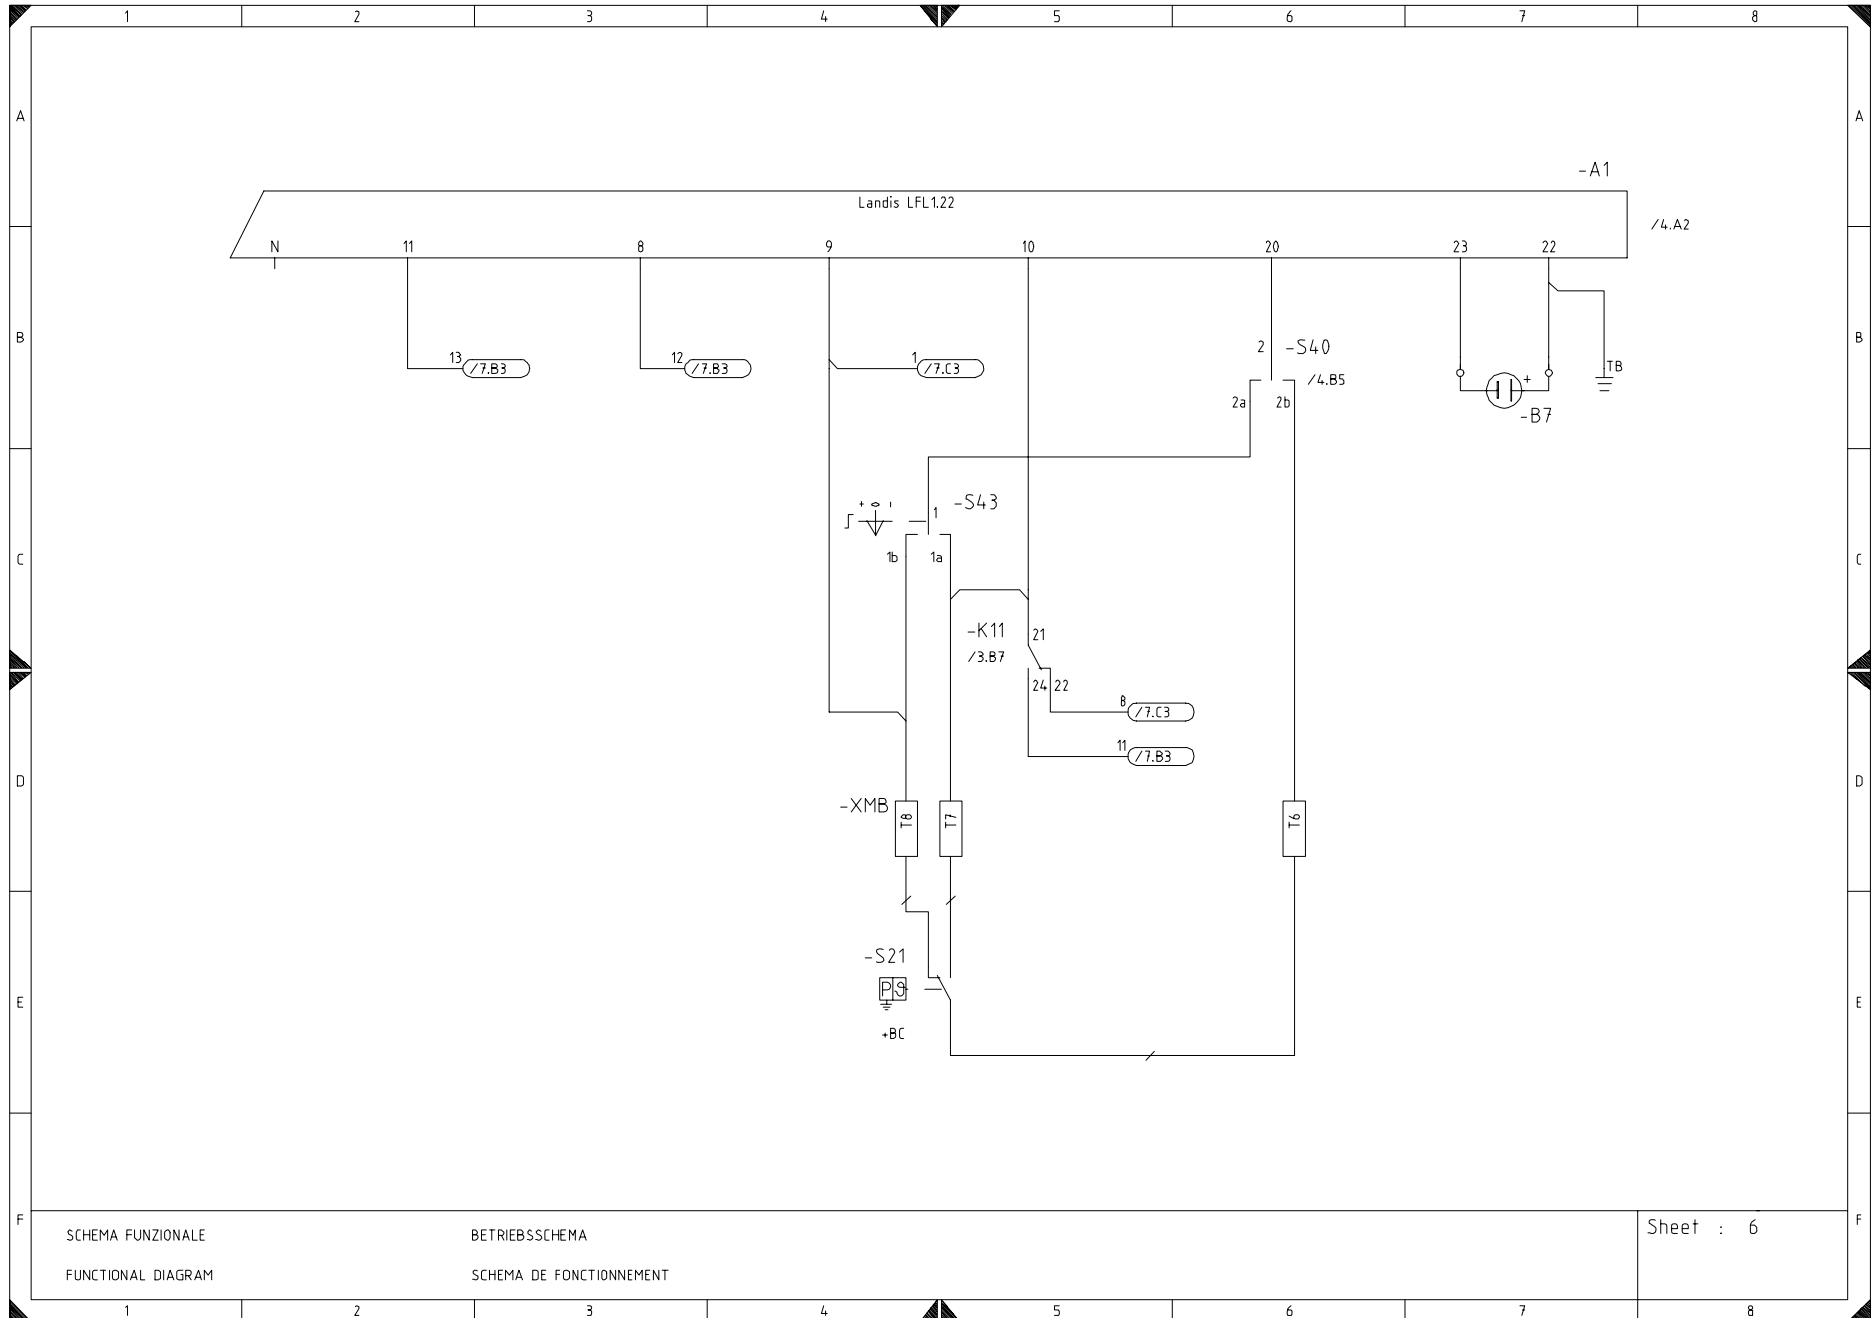 1 2 3 4 5 6 7 8
A A
-A1
Landis LFL1.22
/4.A2
N 11 8 9 10 20 23 22
B B
13 /7.B3
12 /7.B3
1 /7.C3
2 -S40
/4.B5
2a 2b
TB
+
-B7
-S43
+ 0 -
1
1b 1a
C C
-K11 21
/3.B7
24 22
8 /7.C3
11 /7.B3
D D
-XMB T8 T7 T6
-S21
P ϑ
+BC
E E
F F
SCHEMA FUNZIONALE BETRIEBSSCHEMA
Sheet : 6
FUNCTIONAL DIAGRAM SCHEMA DE FONCTIONNEMENT
1 2 3 4 5 6 7 8